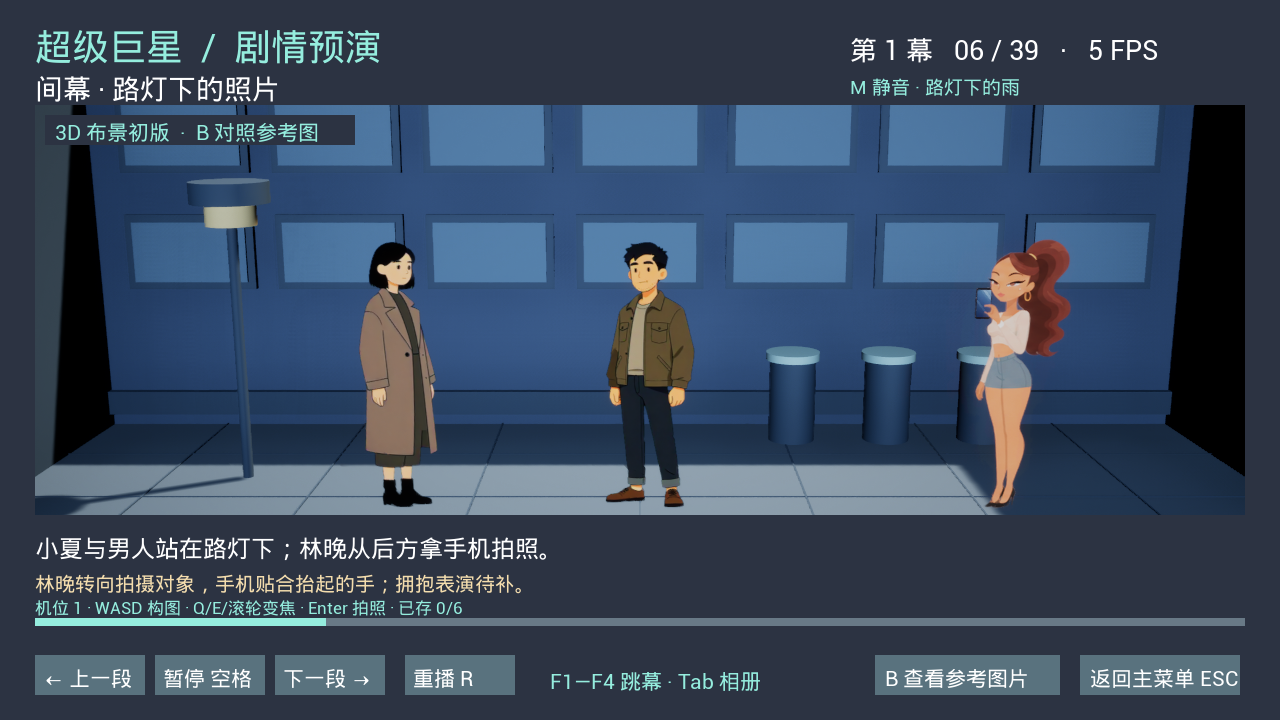 超级巨星 / 剧情预演
第 1 幕 06 / 39 · 5 FPS
间幕 · 路灯下的照片
M 静音 · 路灯下的雨
3D 布景初版 · B 对照参考图
小夏与男人站在路灯下；林晚从后方拿手机拍照。
林晚转向拍摄对象，手机贴合抬起的手；拥抱表演待补。
机位 1 · WASD 构图 · Q/E/滚轮变焦 · Enter 拍照 · 已存 0/6
← 上一段
暂停 空格
下一段 →
重播 R
F1—F4 跳幕 · Tab 相册
B 查看参考图片
返回主菜单 ESC